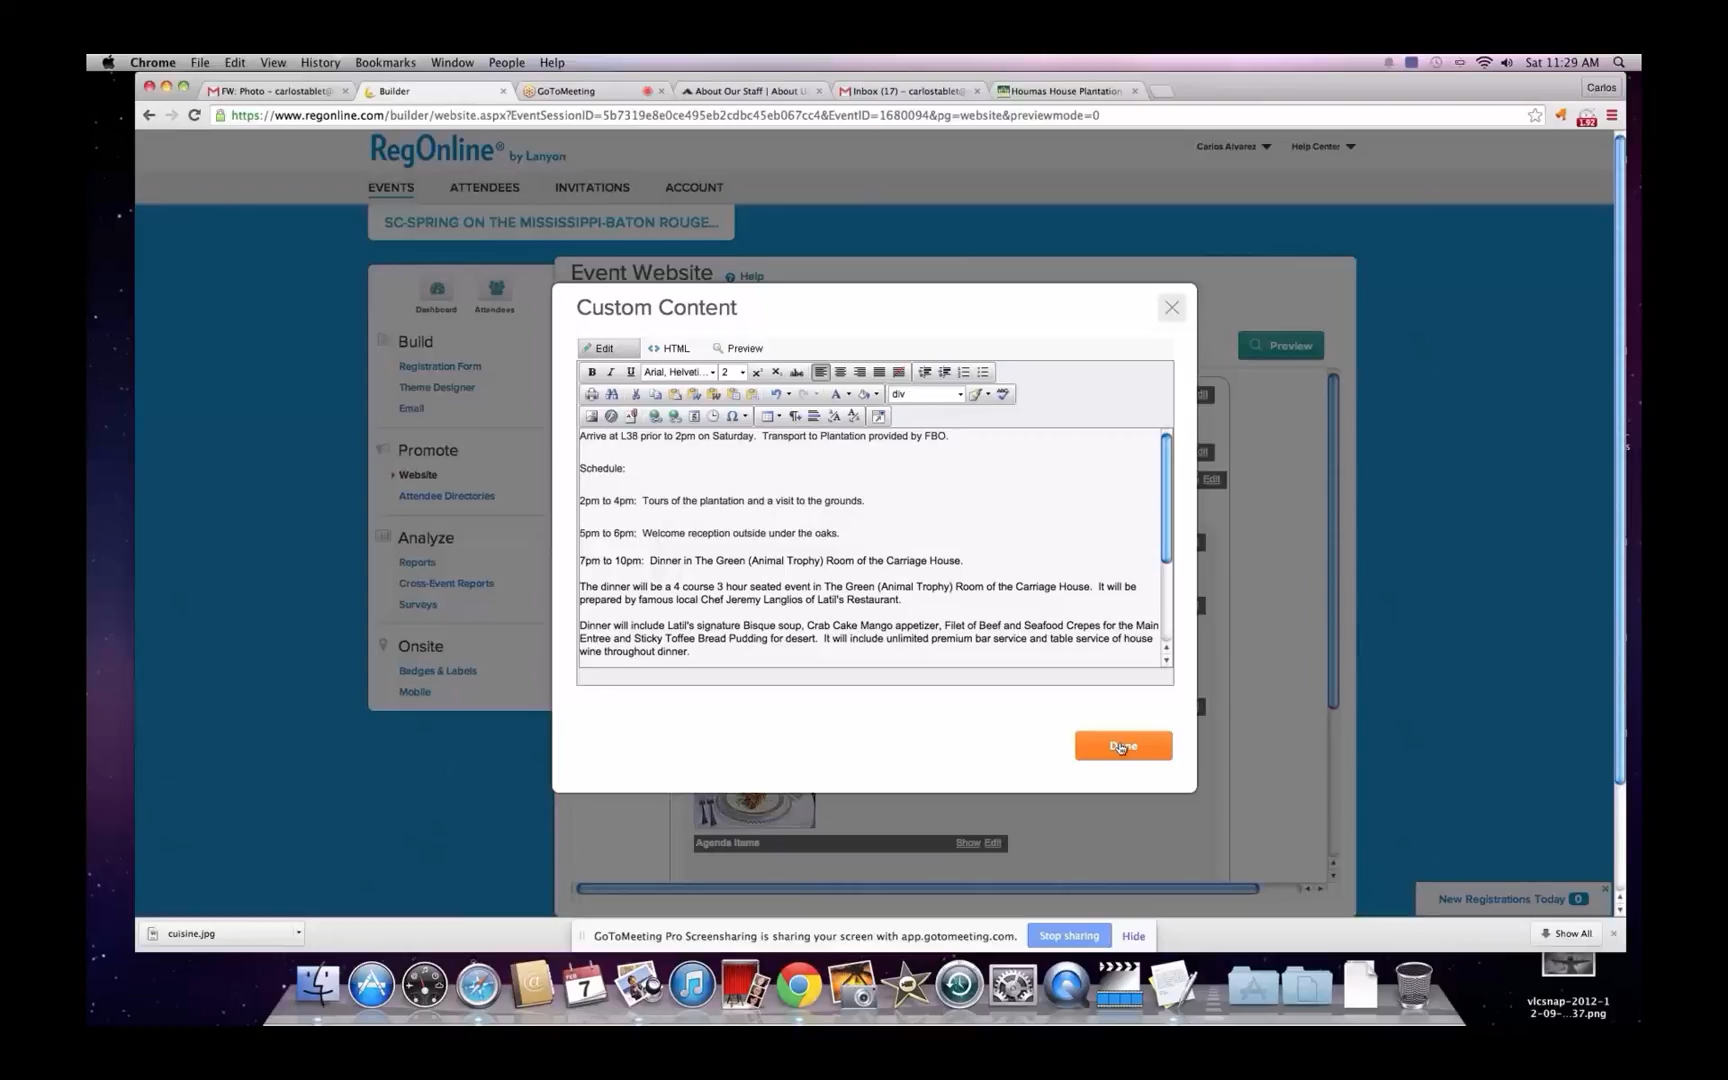 Chrome File Edit View History Bookmarks Window People Help Sat 11:29 AM
FW: Photo - carlostablet@ Builder GoToMeeting About Our Staff | About U Inbox (17) - carlostablet@ Houmas House Plantation Carlos
https://www.regonline.com/builder/website.aspx?EventSessionID=5b7319e8e0ce495eb2cdbc45eb067cc4&EventID=1680094&pg=website&previewmode=0
1.92
RegOnline® by Lanyon
Carlos Alvarez Help Center
EVENTS ATTENDEES INVITATIONS ACCOUNT
SC-SPRING ON THE MISSISSIPPI-BATON ROUGE...
Event Website Help
Dashboard Attendees
Build
Registration Form
Theme Designer
Email
Promote
Website
Attendee Directories
Analyze
Reports
Cross-Event Reports
Surveys
Onsite
Badges & Labels
Mobile
Preview
Edit
Custom Content
Edit HTML Preview
B I U Arial, Helveti... 2 abc
div
Arrive at L38 prior to 2pm on Saturday. Transport to Plantation provided by FBO.
Schedule:
2pm to 4pm: Tours of the plantation and a visit to the grounds.
5pm to 6pm: Welcome reception outside under the oaks.
7pm to 10pm: Dinner in The Green (Animal Trophy) Room of the Carriage House.
The dinner will be a 4 course 3 hour seated event in The Green (Animal Trophy) Room of the Carriage House. It will be
prepared by famous local Chef Jeremy Langlios of Latil's Restaurant.
Dinner will include Latil's signature Bisque soup, Crab Cake Mango appetizer, Filet of Beef and Seafood Crepes for the Main
Entree and Sticky Toffee Bread Pudding for desert. It will include unlimited premium bar service and table service of house
wine throughout dinner.
Done
Agenda Items Show Edit
New Registrations Today 0
cuisine.jpg
GoToMeeting Pro Screensharing is sharing your screen with app.gotomeeting.com. Stop sharing Hide
Show All
FEB
7
vlcsnap-2012-1
2-09-...37.png